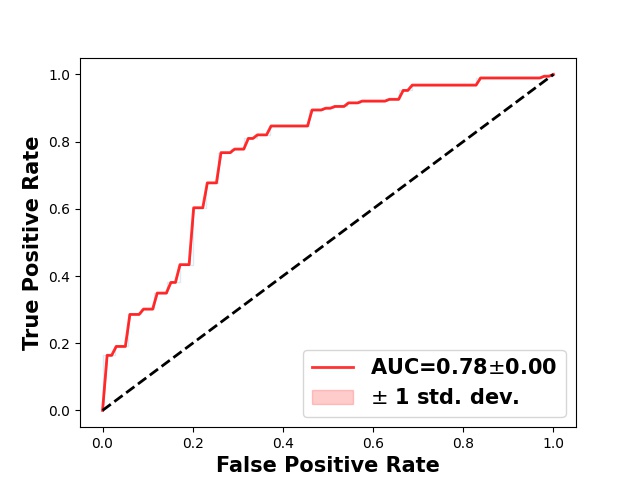 1.0
0.8
0.6
0.4
0.2
0.0
True Positive Rate
AUC=0.78±0.00
± 1 std. dev.
0.0 0.2 0.4 0.6 0.8 1.0
False Positive Rate